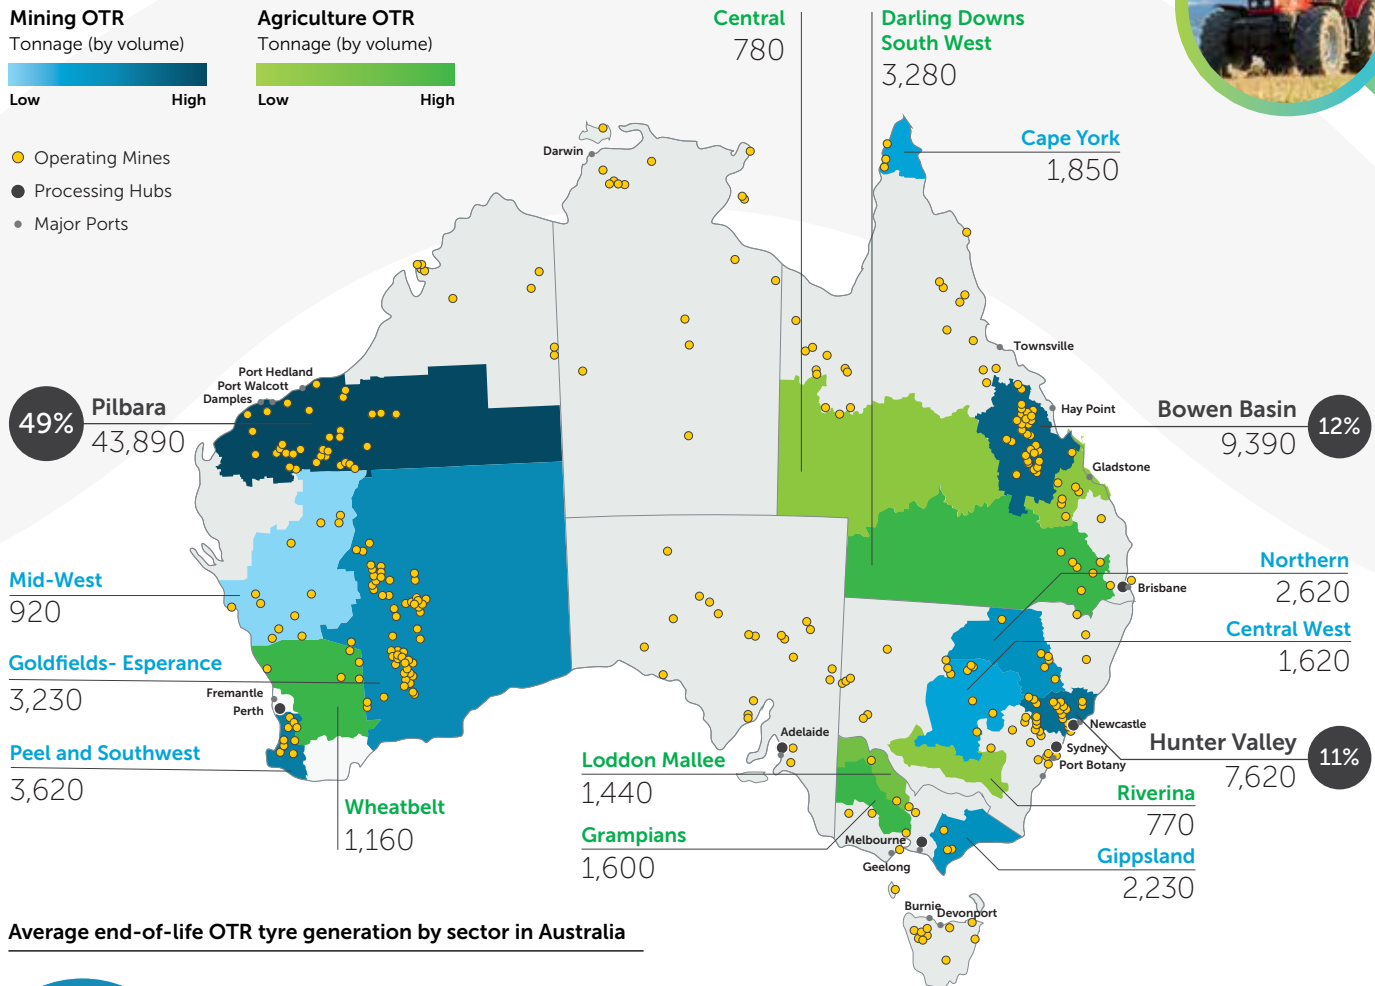 Mining OTR
Tonnage (by volume)
Low High
Agriculture OTR
Tonnage (by volume)
Low High
Operating Mines
Processing Hubs
Major Ports
Central
780
Darling Downs
South West
3,280
Cape York
1,850
Darwin
Townsville
Hay Point
Gladstone
Bowen Basin
9,390
12%
Port Hedland
Port Walcott
Damples
49%
Pilbara
43,890
Mid-West
920
Goldfields- Esperance
3,230
Fremantle
Perth
Peel and Southwest
3,620
Wheatbelt
1,160
Northern
2,620
Brisbane
Central West
1,620
Newcastle
Sydney
Port Botany
Hunter Valley
7,620
11%
Adelaide
Loddon Mallee
1,440
Grampians
1,600
Riverina
770
Melbourne
Geelong
Gippsland
2,230
Burnie
Devonport
Average end-of-life OTR tyre generation by sector in Australia